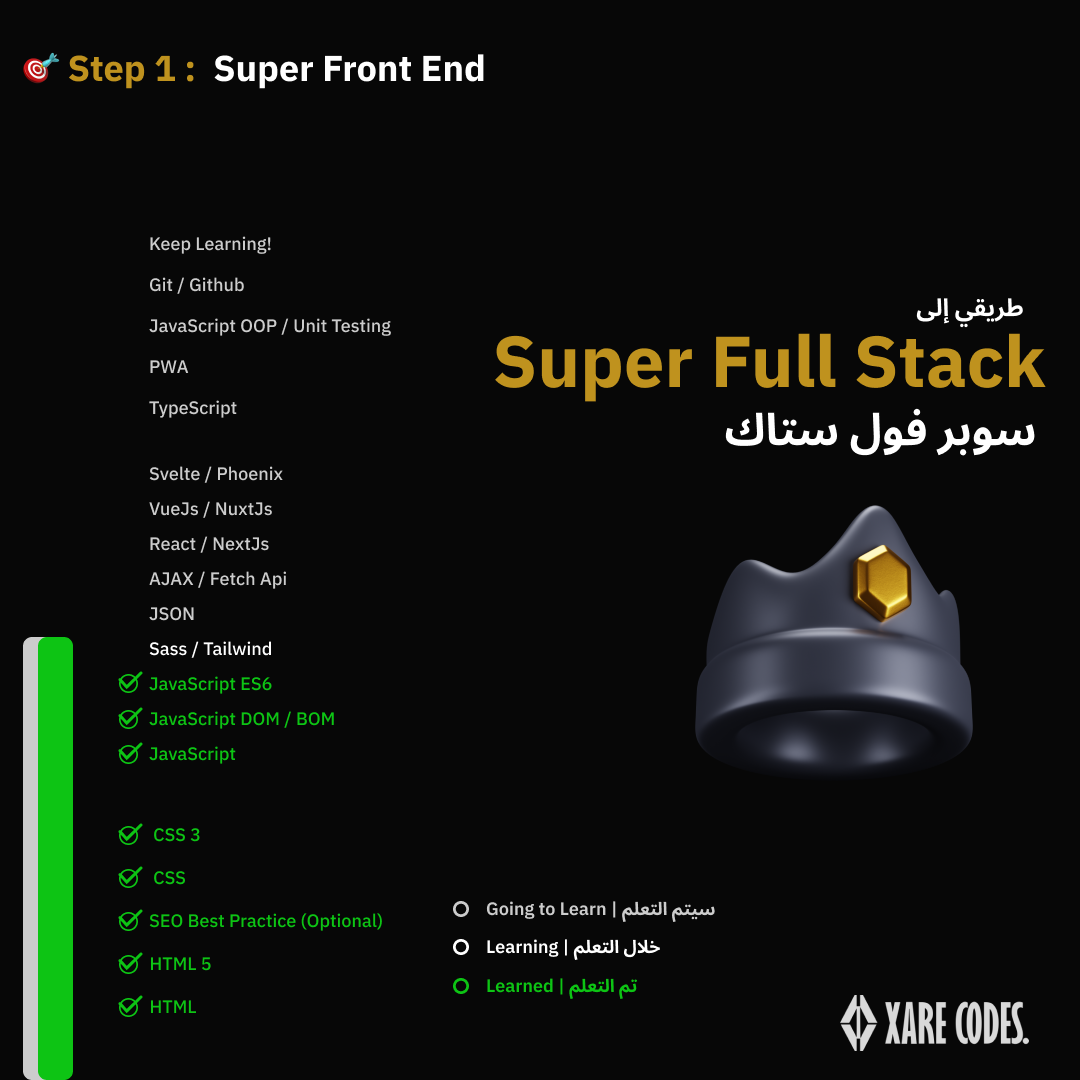 Step 1 : Super Front End
Keep Learning!
Git / Github
JavaScript OOP / Unit Testing
PWA
TypeScript
Svelte / Phoenix
VueJs / NuxtJs
React / NextJs
AJAX / Fetch Api
JSON
Sass / Tailwind
JavaScript ES6
JavaScript DOM / BOM
JavaScript
CSS 3
CSS
SEO Best Practice (Optional)
HTML 5
HTML
طريقي إلى
Super Full Stack
سوبر فول ستاك
Going to Learn | سيتم التعلم
Learning | خلال التعلم
Learned | تم التعلم
XARE CODES.